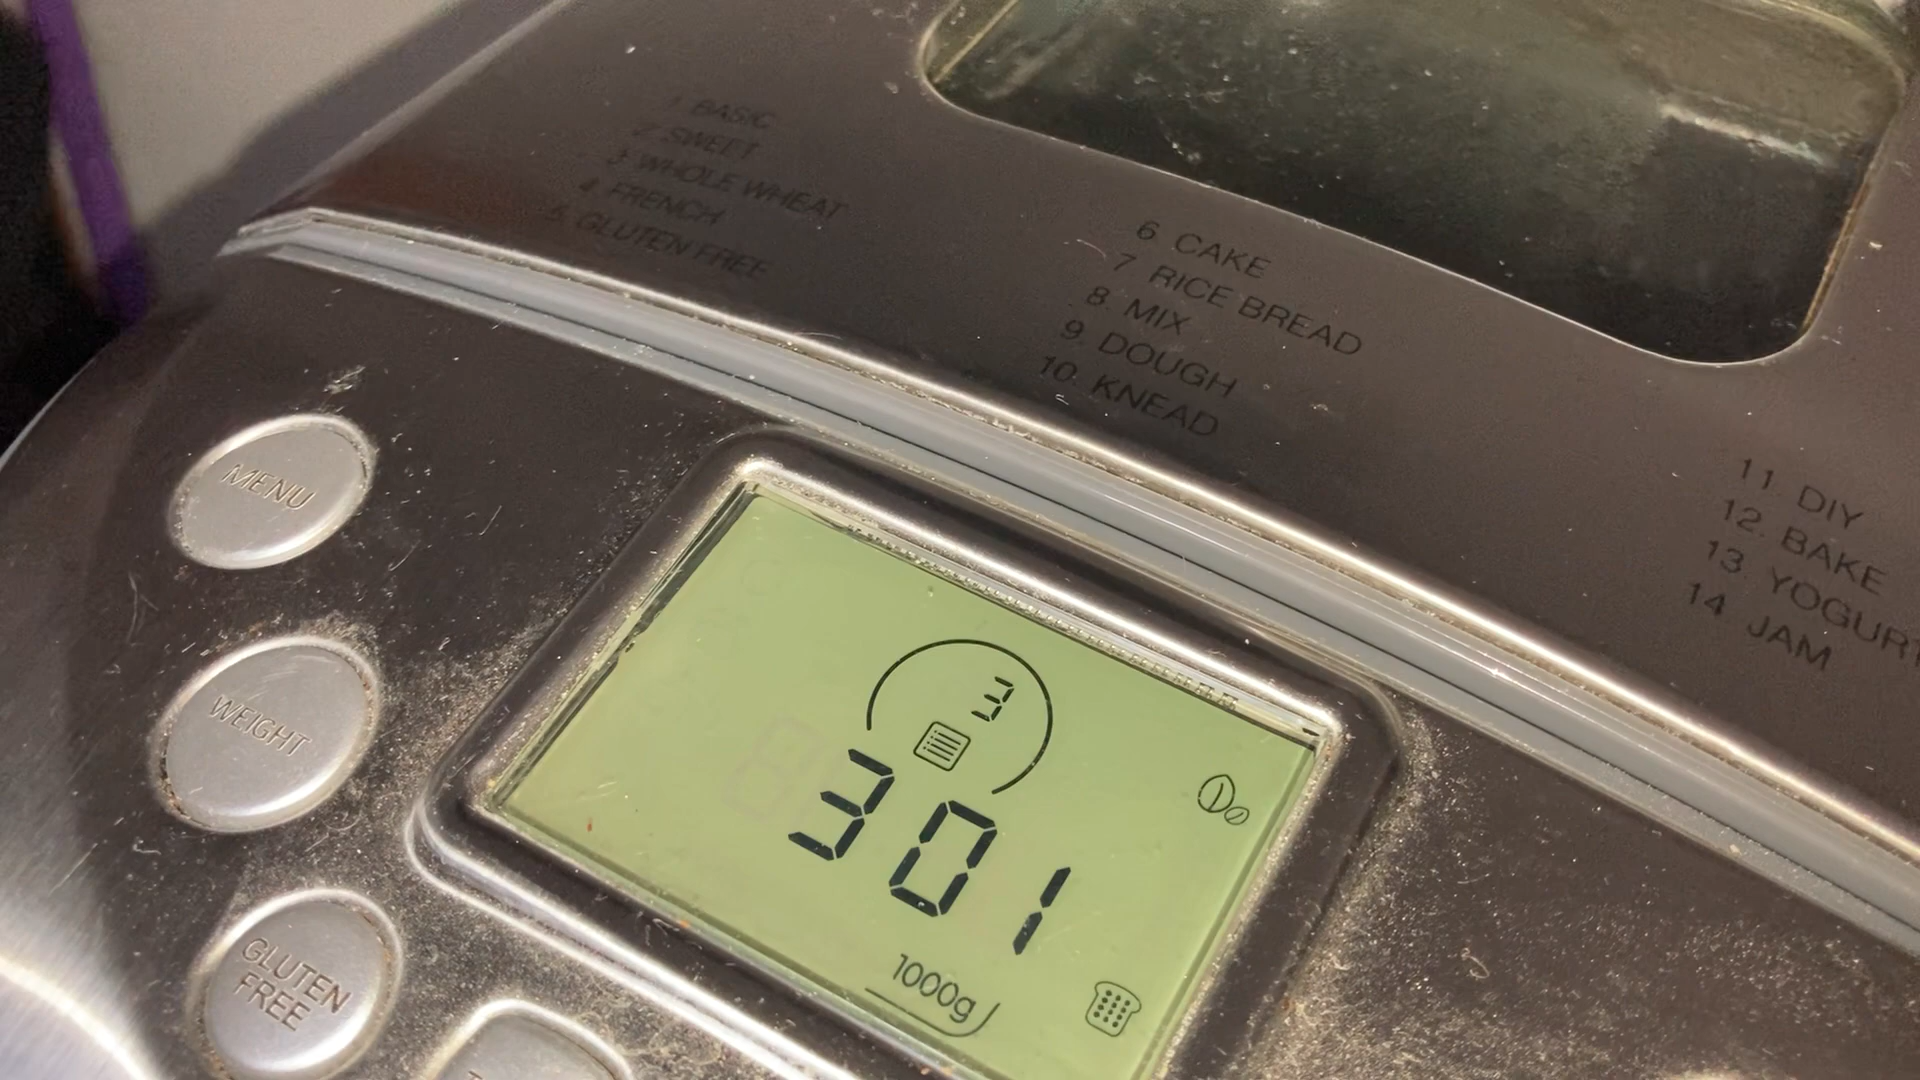 1 BASIC
2 SWEET
3 WHOLE WHEAT
4 FRENCH
5. GLUTEN FREE
6 CAKE
7 RICE BREAD
8. MIX
9. DOUGH
10. KNEAD
11 DIY
12. BAKE
13 YOGURT
14 JAM
MENU
WEIGHT
GLUTEN
FREE
3
301
1000g